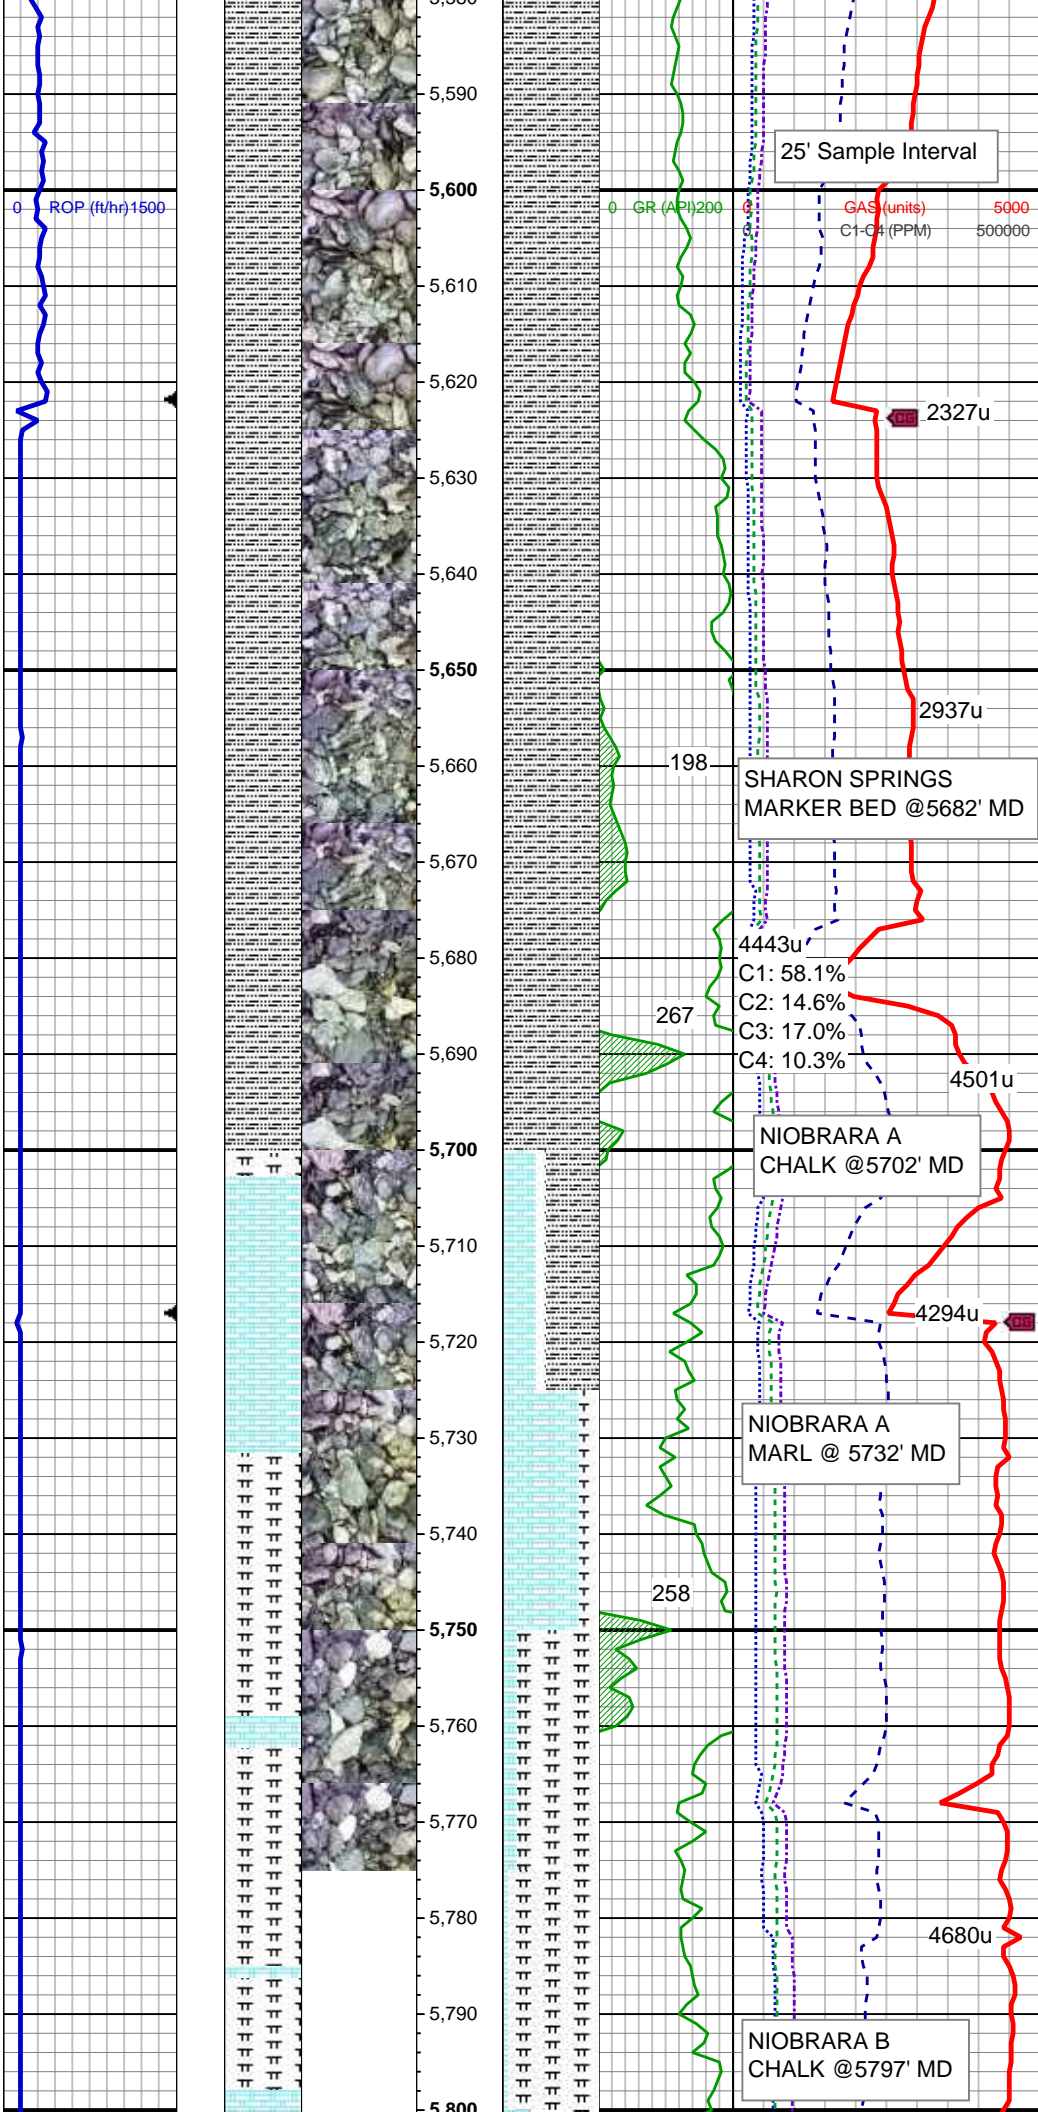 5,580
5,590
25' Sample Interval
5,600
0 ROP (ft/hr)1500
0 GR (API)200
0 GAS (units) 5000
0 C1-C4 (PPM) 500000
5,610
5,620
CG 2327u
5,630
5,640
5,650
2937u
198
5,660
SHARON SPRINGS
MARKER BED @5682' MD
5,670
4443u
5,680
C1: 58.1%
C2: 14.6%
267
C3: 17.0%
5,690
C4: 10.3%
4501u
NIOBRARA A
CHALK @5702' MD
5,700
5,710
4294u CG
5,720
NIOBRARA A
MARL @ 5732' MD
5,730
5,740
258
5,750
5,760
5,770
5,780
4680u
5,790
NIOBRARA B
CHALK @5797' MD
5,800